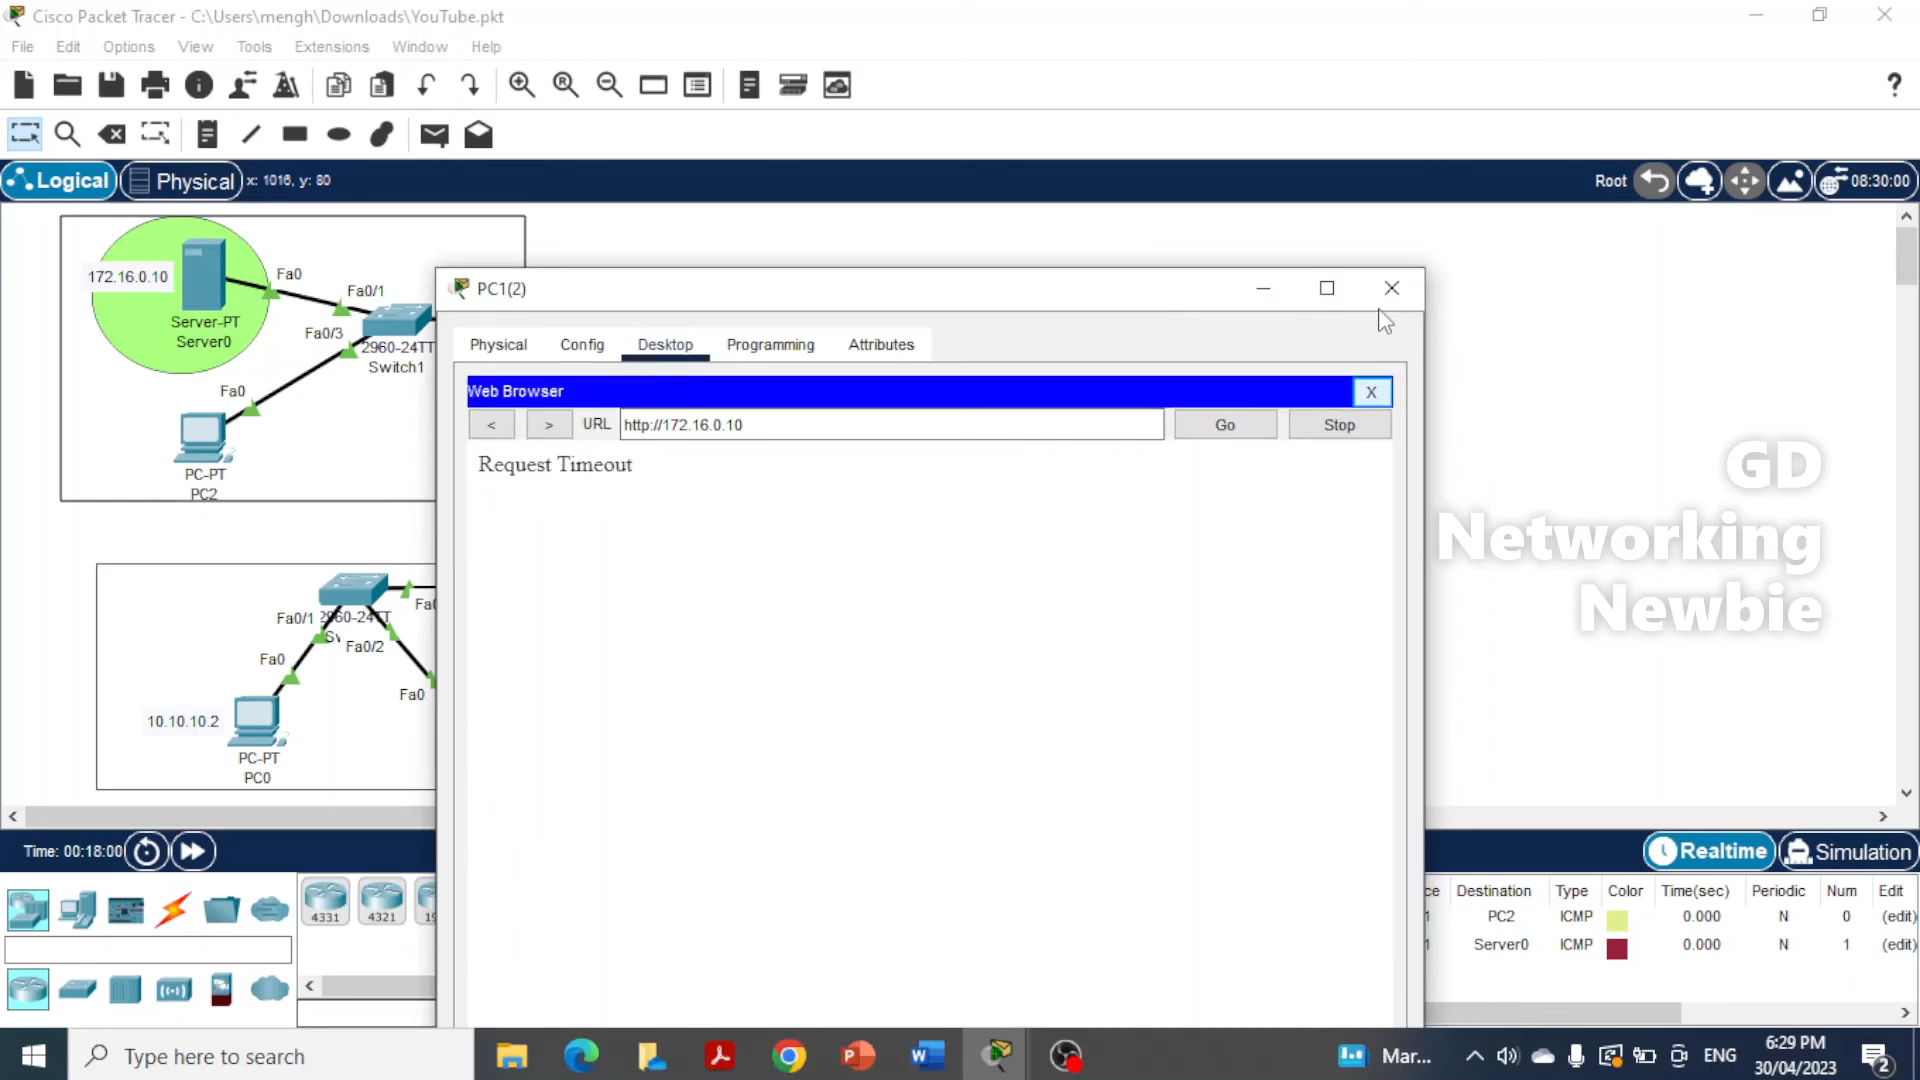 Cisco Packet Tracer - C:\Users\mengh\Downloads\YouTube.pkt
File Edit Options View Tools Extensions Window Help
?
Logical Physical x: 1016, y: 80 Root 08:30:00
172.16.0.10
Fa0
Fa0/1
Server-PT
Server0
Fa0/3
2960-24TT
Switch1
Fa0
PC-PT
PC2
Fa0/1 2960-24TT
Fa0/2
Fa0
Fa0
10.10.10.2
PC-PT
PC0
PC1(2)
Physical Config Desktop Programming Attributes
Web Browser X
< > URL http://172.16.0.10 Go Stop
Request Timeout
GD
Networking
Newbie
Time: 00:18:00 Realtime Simulation
4331 4321
Destination Type Color Time(sec) Periodic Num Edit
PC2 ICMP 0.000 N 0 (edit)
Server0 ICMP 0.000 N 1 (edit)
Type here to search
Mar... ENG
6:29 PM
30/04/2023
2